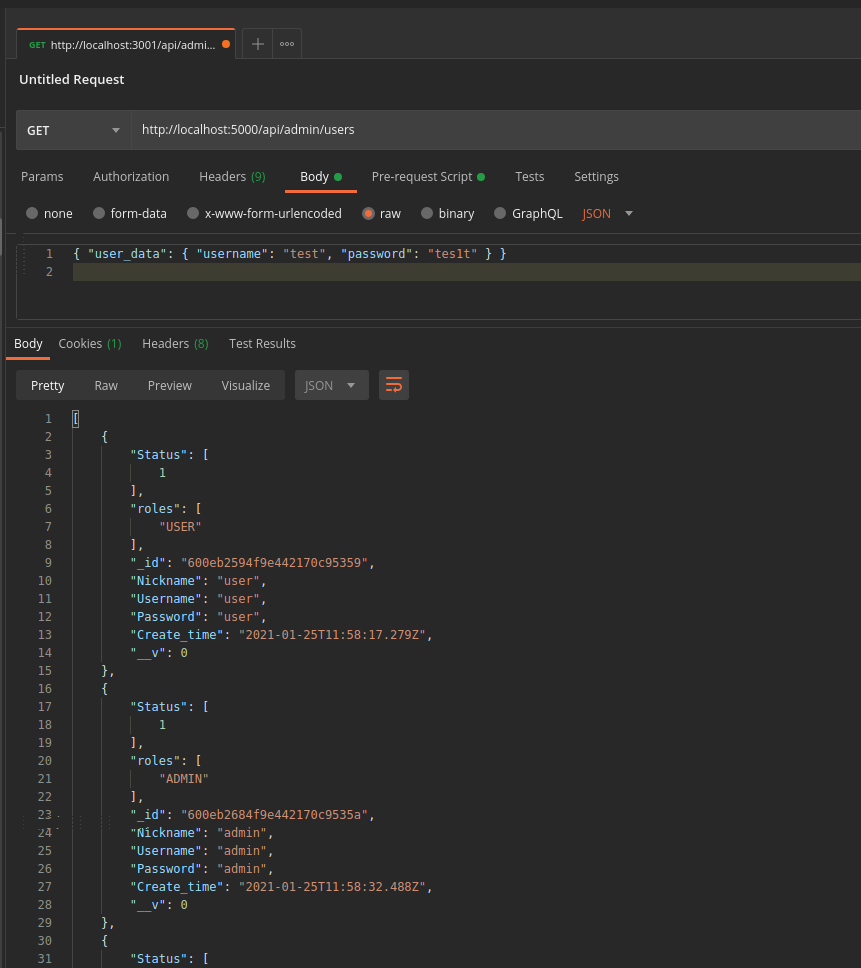 GET http://localhost:3001/api/admi...
Untitled Request
GET http://localhost:5000/api/admin/users
Params Authorization Headers (9) Body Pre-request Script Tests Settings
none form-data x-www-form-urlencoded raw binary GraphQL JSON
1 { "user_data": { "username": "test", "password": "tes1t" } }
2
Body Cookies (1) Headers (8) Test Results
Pretty Raw Preview Visualize JSON
1 [
2 {
3 "Status": [
4 1
5 ],
6 "roles": [
7 "USER"
8 ],
9 "_id": "600eb2594f9e442170c95359",
10 "Nickname": "user",
11 "Username": "user",
12 "Password": "user",
13 "Create_time": "2021-01-25T11:58:17.279Z",
14 "__v": 0
15 },
16 {
17 "Status": [
18 1
19 ],
20 "roles": [
21 "ADMIN"
22 ],
23 "_id": "600eb2684f9e442170c9535a",
24 "Nickname": "admin",
25 "Username": "admin",
26 "Password": "admin",
27 "Create_time": "2021-01-25T11:58:32.488Z",
28 "__v": 0
29 },
30 {
31 "Status": [